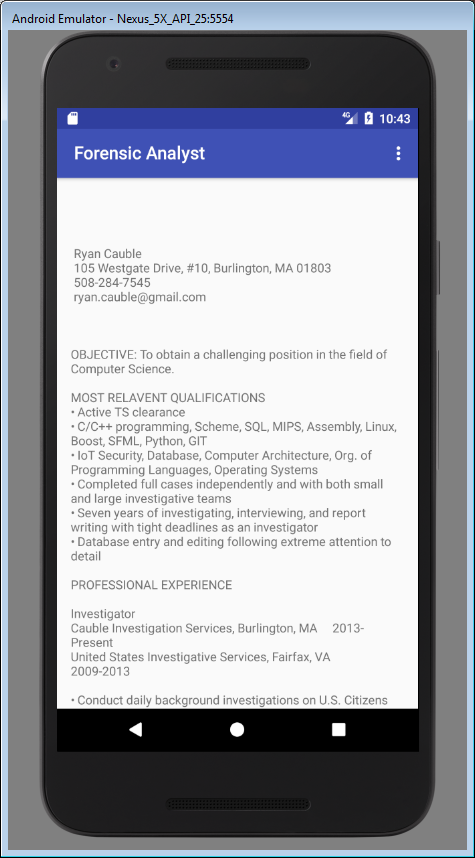 Android Emulator - Nexus_5X_API_25:5554
4G 10:43
Forensic Analyst
Ryan Cauble
105 Westgate Drive, #10, Burlington, MA 01803
508-284-7545
ryan.cauble@gmail.com
OBJECTIVE: To obtain a challenging position in the field of
Computer Science.
MOST RELAVENT QUALIFICATIONS
• Active TS clearance
• C/C++ programming, Scheme, SQL, MIPS, Assembly, Linux,
Boost, SFML, Python, GIT
• IoT Security, Database, Computer Architecture, Org. of
Programming Languages, Operating Systems
• Completed full cases independently and with both small
and large investigative teams
• Seven years of investigating, interviewing, and report
writing with tight deadlines as an investigator
• Database entry and editing following extreme attention to
detail
PROFESSIONAL EXPERIENCE
Investigator
Cauble Investigation Services, Burlington, MA 2013-
Present
United States Investigative Services, Fairfax, VA
2009-2013
• Conduct daily background investigations on U.S. Citizens